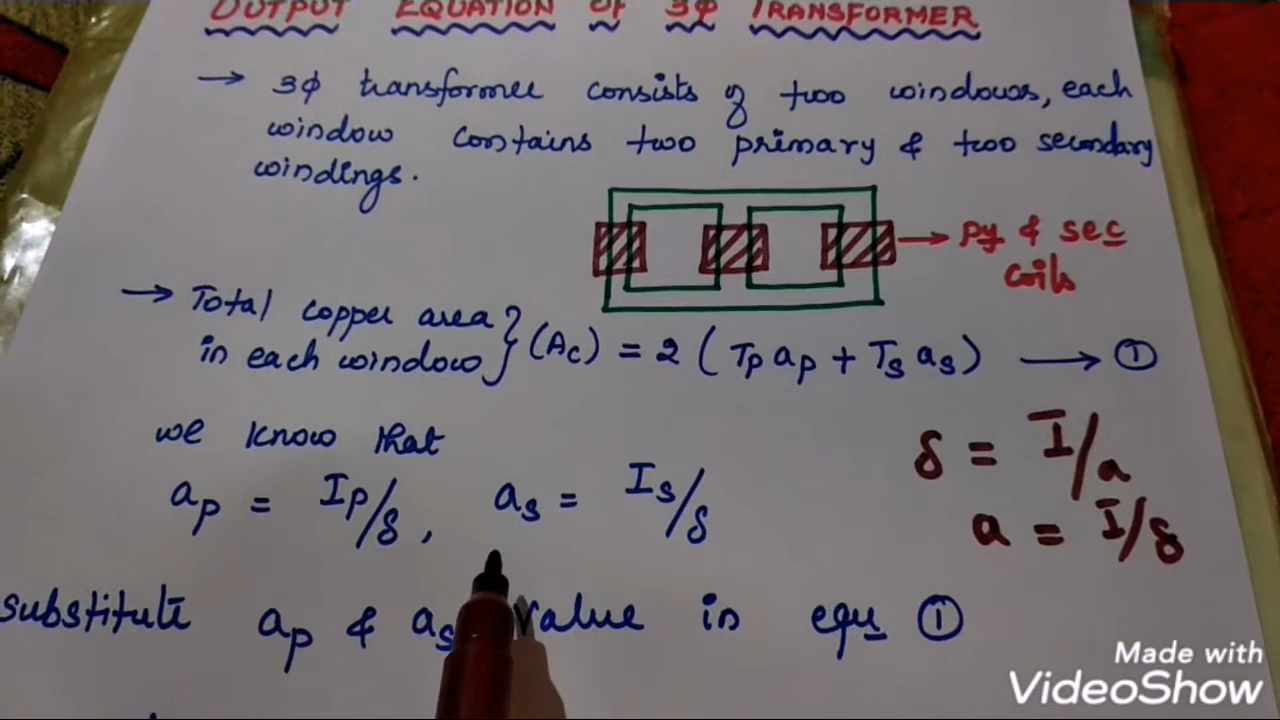 OUTPUT EQUATION OF 3Φ TRANSFORMER
→ 3Φ transformer consists of two windows, each
window contains two primary & two secondary
windings.
→ py & sec
coils
→ Total copper area
in each window } (Ac) = 2 ( Tp ap + Ts as ) → ①
we know that
ap = Ip/δ, as = Is/δ
δ = I/a
a = I/δ
substitute ap & as value in equ ①
Made with
VideoShow